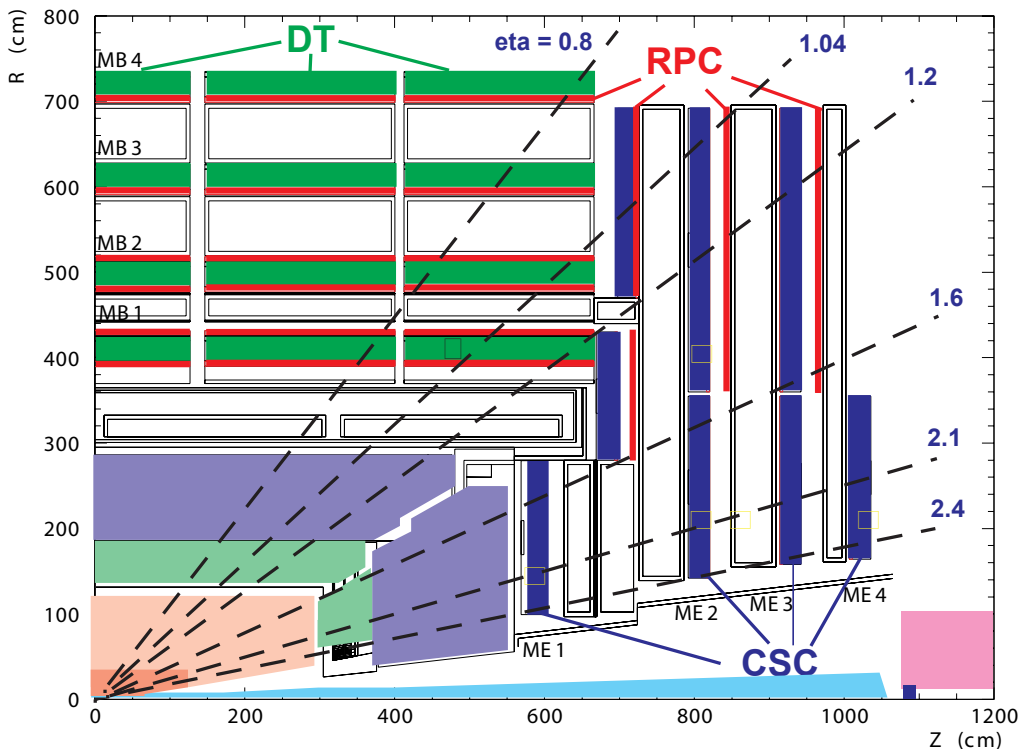 800
R (cm)
eta = 0.8
1.04
DT
MB 4
RPC
1.2
700
MB 3
600
MB 2
500
MB 1
1.6
400
300
2.1
2.4
200
100
ME 1
ME 2
ME 3
ME 4
CSC
0
0
200
400
600
800
1000
1200
Z (cm)